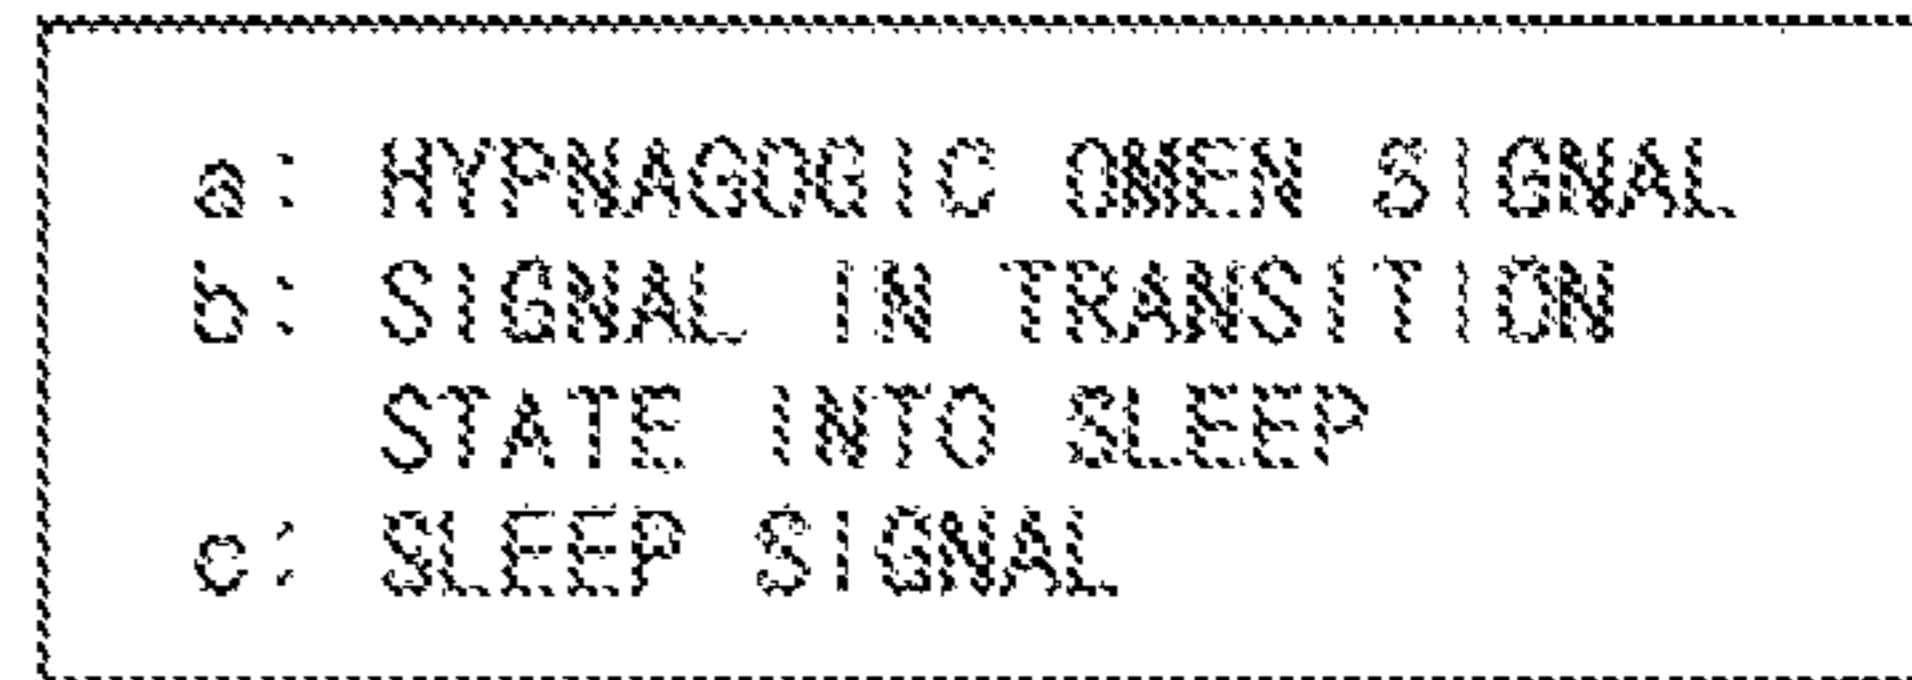 a: HYPNAGOGIC OMEN SIGNAL
b: SIGNAL IN TRANSITION
STATE INTO SLEEP
c: SLEEP SIGNAL